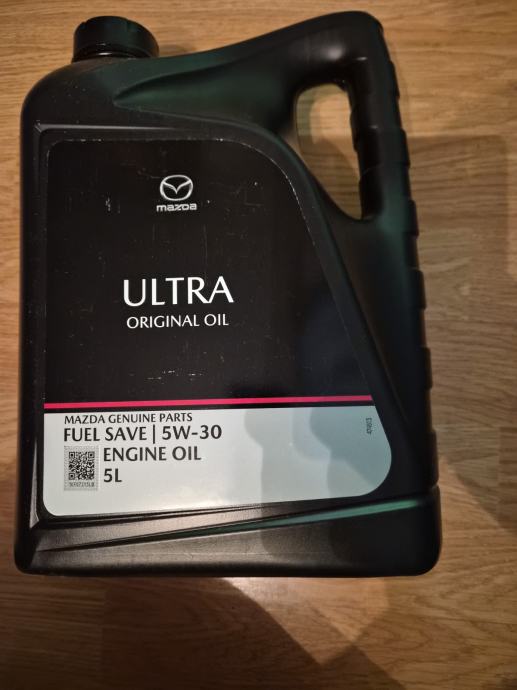 mazda
ULTRA
ORIGINAL OIL
MAZDA GENUINE PARTS
FUEL SAVE | 5W-30
ENGINE OIL
5L